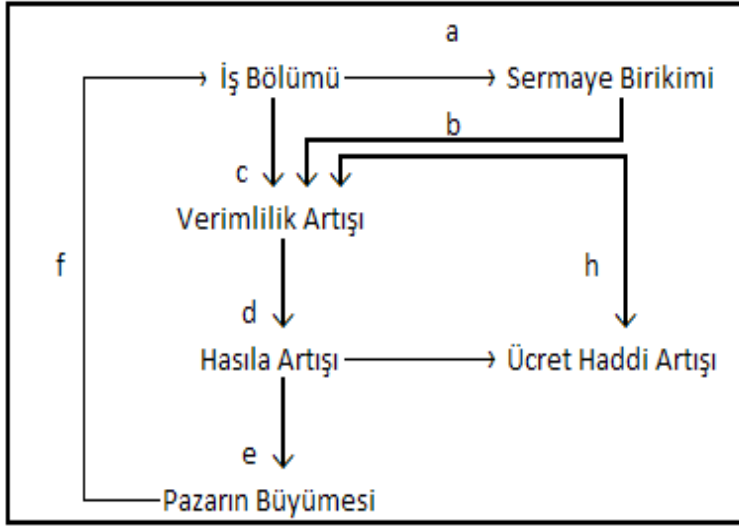 a
İş Bölümü
Sermaye Birikimi
b
c
Verimlilik Artışı
f
h
d
Hasıla Artışı
Ücret Haddi Artışı
e
Pazarın Büyümesi